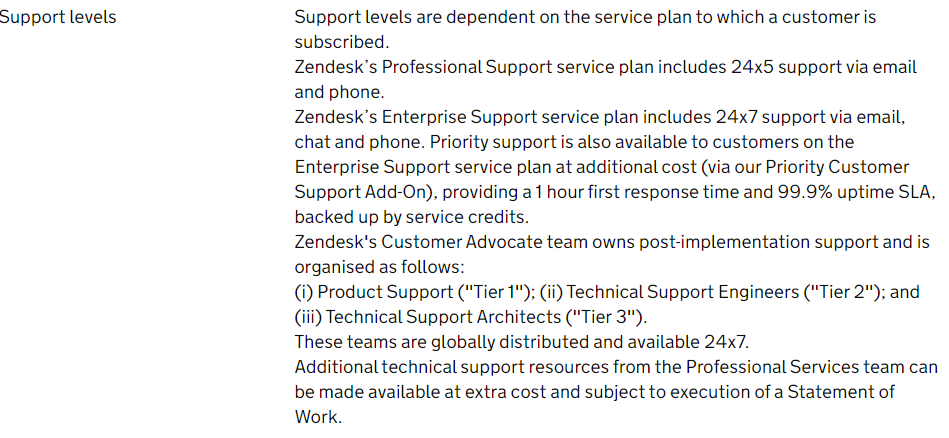 Support levels
Support levels are dependent on the service plan to which a customer is
subscribed.
Zendesk’s Professional Support service plan includes 24x5 support via email
and phone.
Zendesk’s Enterprise Support service plan includes 24x7 support via email,
chat and phone. Priority support is also available to customers on the
Enterprise Support service plan at additional cost (via our Priority Customer
Support Add-On), providing a 1 hour first response time and 99.9% uptime SLA,
backed up by service credits.
Zendesk's Customer Advocate team owns post-implementation support and is
organised as follows:
(i) Product Support ("Tier 1"); (ii) Technical Support Engineers ("Tier 2"); and
(iii) Technical Support Architects ("Tier 3").
These teams are globally distributed and available 24x7.
Additional technical support resources from the Professional Services team can
be made available at extra cost and subject to execution of a Statement of
Work.